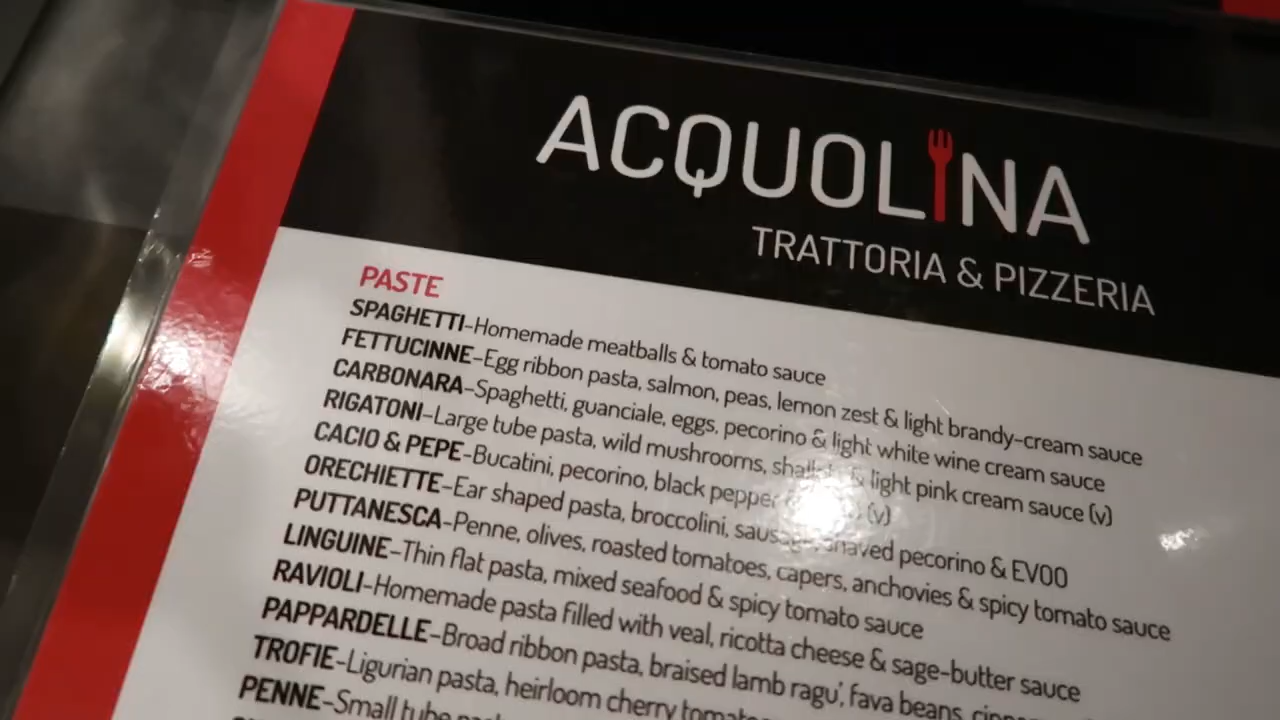 ACQUOLINA
TRATTORIA & PIZZERIA
PASTE
SPAGHETTI-Homemade meatballs & tomato sauce
FETTUCINNE-Egg ribbon pasta, salmon, peas, lemon zest & light brandy-cream sauce
CARBONARA-Spaghetti, guanciale, eggs, pecorino & light white wine cream sauce
RIGATONI-Large tube pasta, wild mushrooms, & light pink cream sauce (v)
CACIO & PEPE-Bucatini, pecorino, black pepper (v)
ORECHIETTE-Ear shaped pasta, broccolini, shaved pecorino & EVOO
PUTTANESCA-Penne, olives, roasted tomatoes, capers, anchovies & spicy tomato sauce
LINGUINE-Thin flat pasta, mixed seafood & spicy tomato sauce
RAVIOLI-Homemade pasta filled with veal, ricotta cheese & sage-butter sauce
PAPPARDELLE-Broad ribbon pasta, braised lamb ragu', fava beans,
TROFIE-Ligurian pasta, heirloom cherry
PENNE-Small tube